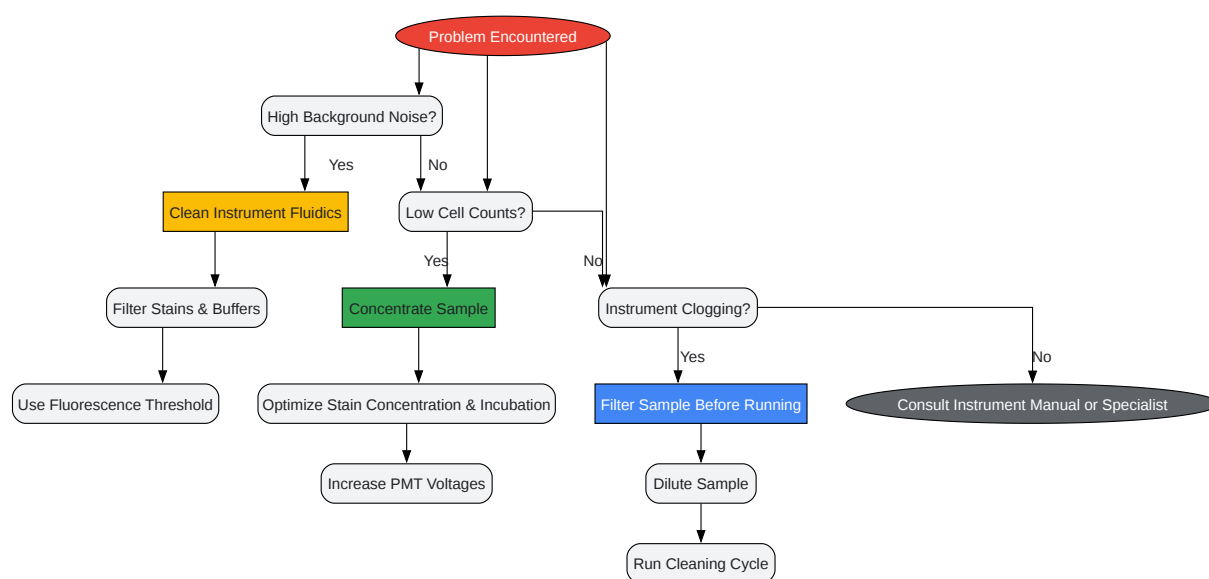 Problem Encountered
High Background Noise?
Yes
No
Clean Instrument Fluidics
Low Cell Counts?
Yes
No
Filter Stains & Buffers
Concentrate Sample
Instrument Clogging?
Yes
No
Use Fluorescence Threshold
Optimize Stain Concentration & Incubation
Filter Sample Before Running
Consult Instrument Manual or Specialist
Increase PMT Voltages
Dilute Sample
Run Cleaning Cycle